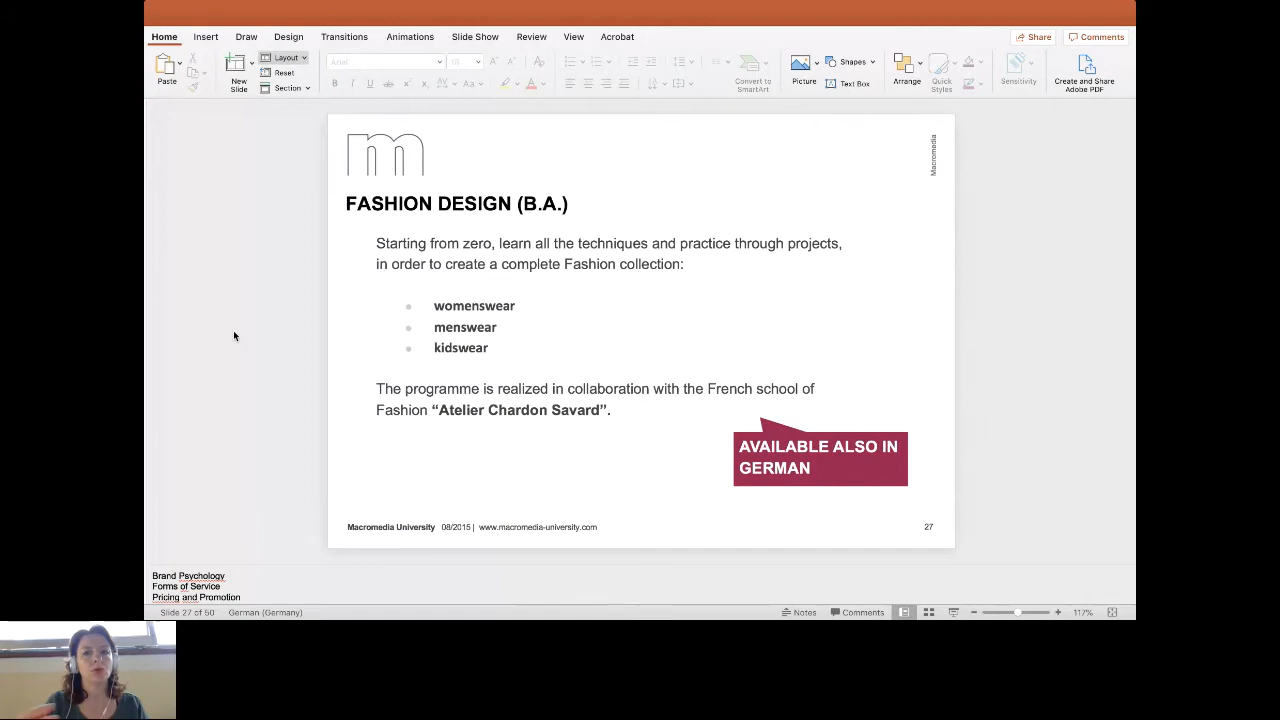 Home Insert Draw Design Transitions Animations Slide Show Review View Acrobat Share Comments
Paste New Slide Layout Reset Section Arial 18 Convert to SmartArt Picture Shapes Text Box Arrange Quick Styles Sensitivity Create and Share Adobe PDF
m
Macromedia
FASHION DESIGN (B.A.)
Starting from zero, learn all the techniques and practice through projects,
in order to create a complete Fashion collection:
womenswear
menswear
kidswear
The programme is realized in collaboration with the French school of
Fashion “Atelier Chardon Savard”.
AVAILABLE ALSO IN
GERMAN
Macromedia University 08/2015 | www.macromedia-university.com 27
Brand Psychology
Forms of Service
Pricing and Promotion
Slide 27 of 50 German (Germany) Notes Comments 117%